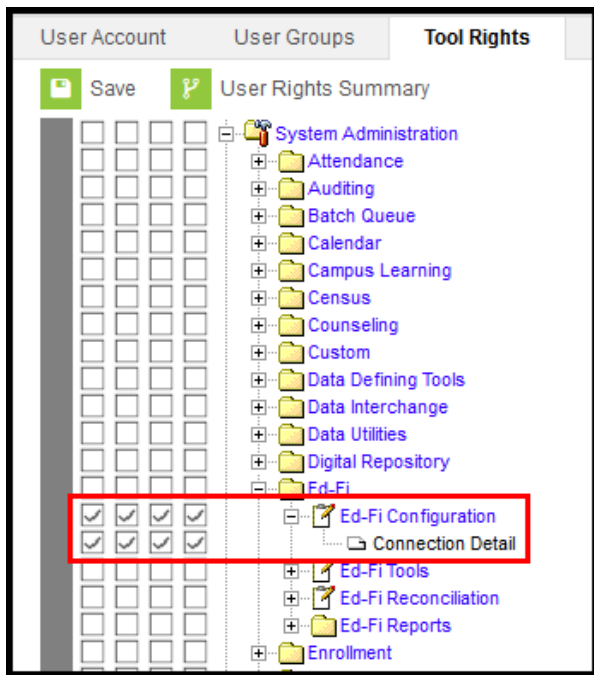 User Account User Groups Tool Rights
Save User Rights Summary
System Administration
Attendance
Auditing
Batch Queue
Calendar
Campus Learning
Census
Counseling
Custom
Data Defining Tools
Data Interchange
Data Utilities
Digital Repository
Ed-Fi
Ed-Fi Configuration
Connection Detail
Ed-Fi Tools
Ed-Fi Reconciliation
Ed-Fi Reports
Enrollment